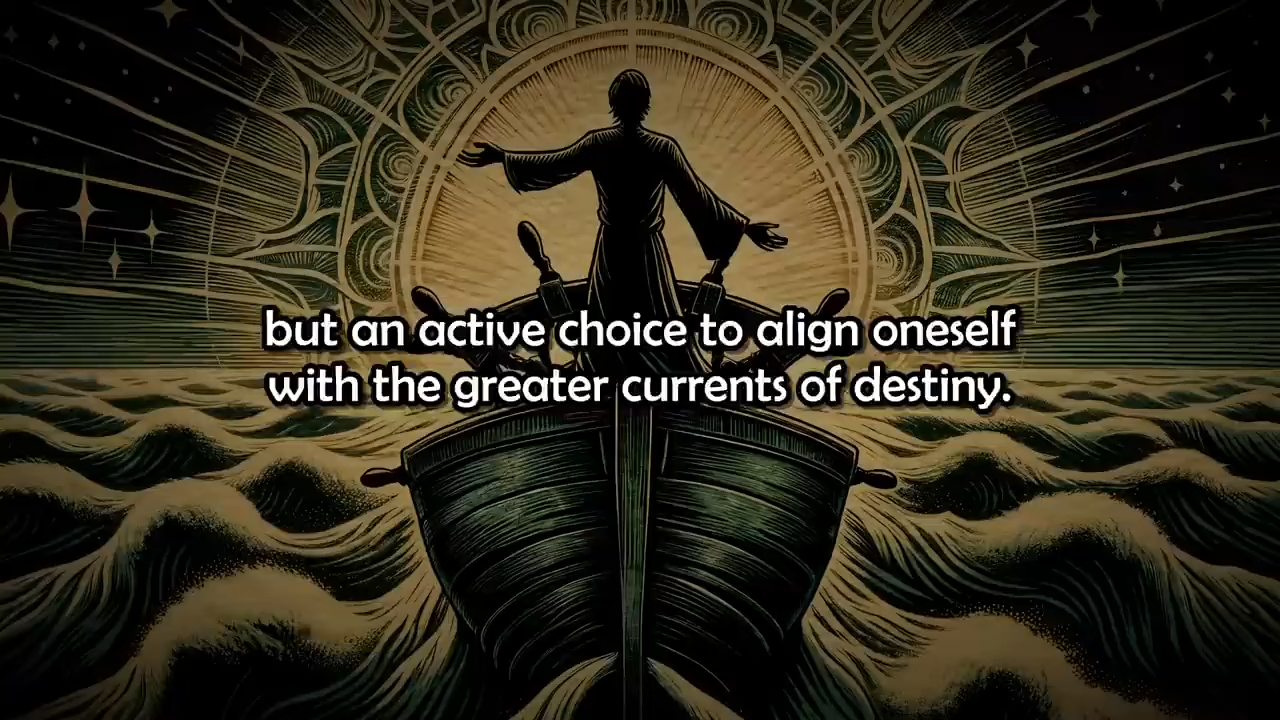 but an active choice to align oneself
with the greater currents of destiny.